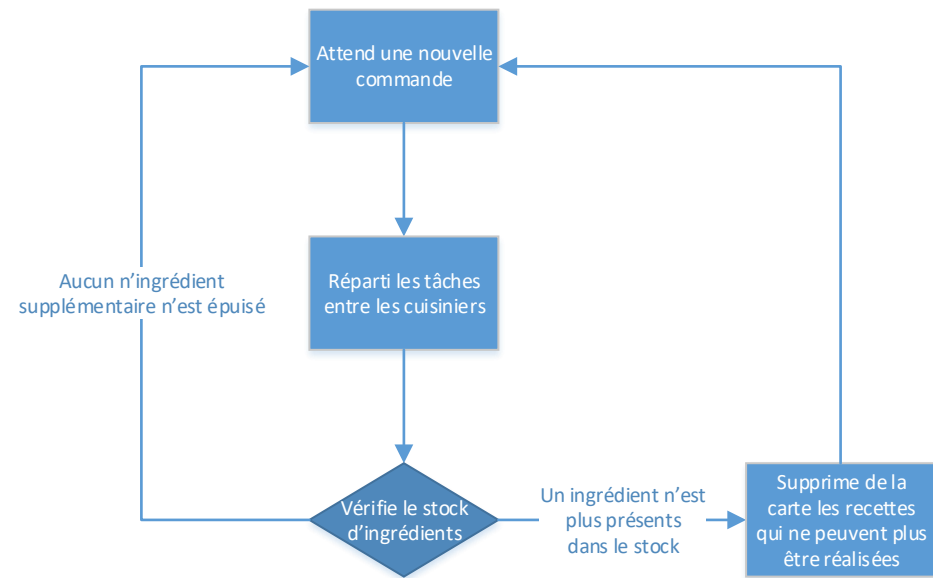 Attend une nouvelle
commande
Réparti les tâches
entre les cuisiniers
Aucun n’ingrédient
supplémentaire n’est épuisé
Vérifie le stock
d’ingrédients
Un ingrédient n’est
plus présents
dans le stock
Supprime de la
carte les recettes
qui ne peuvent plus
être réalisées